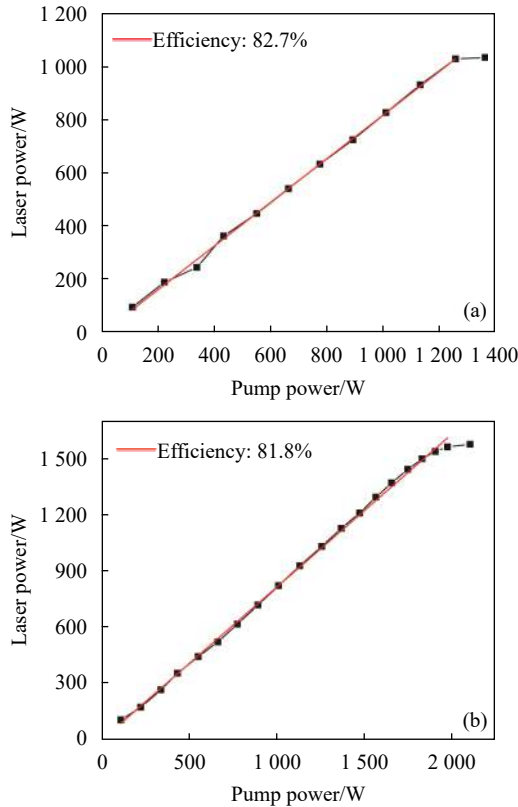 1 200
Efficiency: 82.7%
1 000
800
600
400
200
0
Laser power/W
(a)
0 200 400 600 800 1 000 1 200 1 400
Pump power/W
Efficiency: 81.8%
1 500
1 200
900
600
300
0
Laser power/W
(b)
0 500 1 000 1 500 2 000
Pump power/W